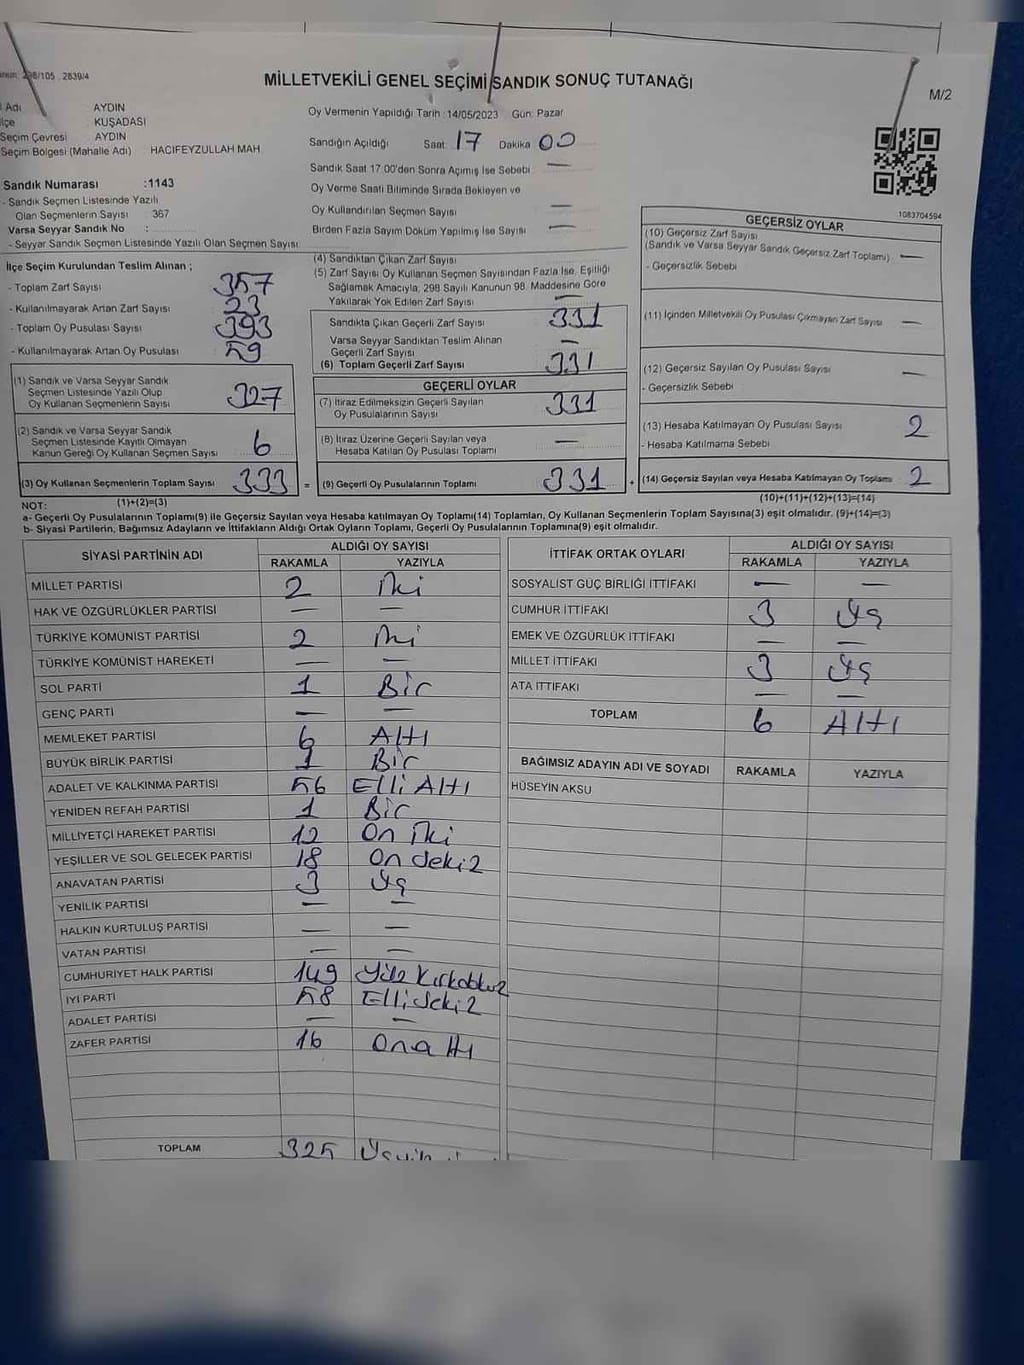 298/105 , 2839/4
MİLLETVEKİLİ GENEL SEÇİMİ SANDIK SONUÇ TUTANAĞI
M/2
Adı AYDIN
KUŞADASI
Seçim Çevresi AYDIN
Seçim Bölgesi (Mahalle Adı) : HACIFEYZULLAH MAH.
Sandık Numarası :1143
- Sandık Seçmen Listesinde Yazılı
Olan Seçmenlerin Sayısı : 367
Varsa Seyyar Sandık No :
- Seyyar Sandık Seçmen Listesinde Yazılı Olan Seçmen Sayısı
Oy Vermenin Yapıldığı Tarih :14/05/2023 Gün: Pazar
Sandığın Açıldığı Saat 17 Dakika 00
Sandık Saat 17.00'den Sonra Açılmış İse Sebebi —
Oy Verme Saati Bitiminde Sırada Bekleyen ve
Oy Kullandırılan Seçmen Sayısı —
Birden Fazla Sayım Döküm Yapılmış İse Sayısı —
1083704594
İlçe Seçim Kurulundan Teslim Alınan ;
- Toplam Zarf Sayısı 357
- Kullanılmayarak Artan Zarf Sayısı 23
- Toplam Oy Pusulası Sayısı 393
- Kullanılmayarak Artan Oy Pusulası 59
(1) Sandık ve Varsa Seyyar Sandık
Seçmen Listesinde Yazılı Olup
Oy Kullanan Seçmenlerin Sayısı 327
(2) Sandık ve Varsa Seyyar Sandık
Seçmen Listesinde Kayıtlı Olmayan
Kanun Gereği Oy Kullanan Seçmen Sayısı 6
(3) Oy Kullanan Seçmenlerin Toplam Sayısı 333 =
(4) Sandıktan Çıkan Zarf Sayısı
(5) Zarf Sayısı Oy Kullanan Seçmen Sayısından Fazla İse, Eşitliği
Sağlamak Amacıyla, 298 Sayılı Kanunun 98. Maddesine Göre
Yakılarak Yok Edilen Zarf Sayısı —
Sandıkta Çıkan Geçerli Zarf Sayısı 331
Varsa Seyyar Sandıktan Teslim Alınan
Geçerli Zarf Sayısı —
(6) Toplam Geçerli Zarf Sayısı 331
GEÇERLİ OYLAR
(7) İtiraz Edilmeksizin Geçerli Sayılan
Oy Pusulalarının Sayısı 331
(8) İtiraz Üzerine Geçerli Sayılan veya
Hesaba Katılan Oy Pusulası Toplamı —
(9) Geçerli Oy Pusulalarının Toplamı 331 +
GEÇERSİZ OYLAR
(10) Geçersiz Zarf Sayısı
(Sandık ve Varsa Seyyar Sandık Geçersiz Zarf Toplamı) —
- Geçersizlik Sebebi
(11) İçinden Milletvekili Oy Pusulası Çıkmayan Zarf Sayısı —
(12) Geçersiz Sayılan Oy Pusulası Sayısı —
- Geçersizlik Sebebi
(13) Hesaba Katılmayan Oy Pusulası Sayısı 2
- Hesaba Katılmama Sebebi
(14) Geçersiz Sayılan veya Hesaba Katılmayan Oy Toplamı 2
NOT: (1)+(2)=(3) (10)+(11)+(12)+(13)=(14)
a- Geçerli Oy Pusulalarının Toplamı(9) ile Geçersiz Sayılan veya Hesaba katılmayan Oy Toplamı(14) Toplamları, Oy Kullanan Seçmenlerin Toplam Sayısına(3) eşit olmalıdır. (9)+(14)=(3)
b- Siyasi Partilerin, Bağımsız Adayların ve İttifakların Aldığı Ortak Oyların Toplamı, Geçerli Oy Pusulalarının Toplamına(9) eşit olmalıdır.
SİYASİ PARTİNİN ADI ALDIĞI OY SAYISI
RAKAMLA YAZIYLA
MİLLET PARTİSİ 2 İki
HAK VE ÖZGÜRLÜKLER PARTİSİ — —
TÜRKİYE KOMÜNİST PARTİSİ 2 İki
TÜRKİYE KOMÜNİST HAREKETİ — —
SOL PARTİ 1 Bir
GENÇ PARTİ — —
MEMLEKET PARTİSİ 6 Altı
BÜYÜK BİRLİK PARTİSİ 1 Bir
ADALET VE KALKINMA PARTİSİ 56 Elli Altı
YENİDEN REFAH PARTİSİ 1 Bir
MİLLİYETÇİ HAREKET PARTİSİ 12 On İki
YEŞİLLER VE SOL GELECEK PARTİSİ 18 On Sekiz
ANAVATAN PARTİSİ 3 Üç
YENİLİK PARTİSİ — —
HALKIN KURTULUŞ PARTİSİ — —
VATAN PARTİSİ — —
CUMHURİYET HALK PARTİSİ 149 Yüz Kırkdokuz
İYİ PARTİ 58 Elli Sekiz
ADALET PARTİSİ — —
ZAFER PARTİSİ 16 Onaltı
TOPLAM 325
İTTİFAK ORTAK OYLARI ALDIĞI OY SAYISI
RAKAMLA YAZIYLA
SOSYALİST GÜÇ BİRLİĞİ İTTİFAKI — —
CUMHUR İTTİFAKI 3 Üç
EMEK VE ÖZGÜRLÜK İTTİFAKI — —
MİLLET İTTİFAKI 3 Üç
ATA İTTİFAKI — —
TOPLAM 6 Altı
BAĞIMSIZ ADAYIN ADI VE SOYADI RAKAMLA YAZIYLA
HÜSEYİN AKSU